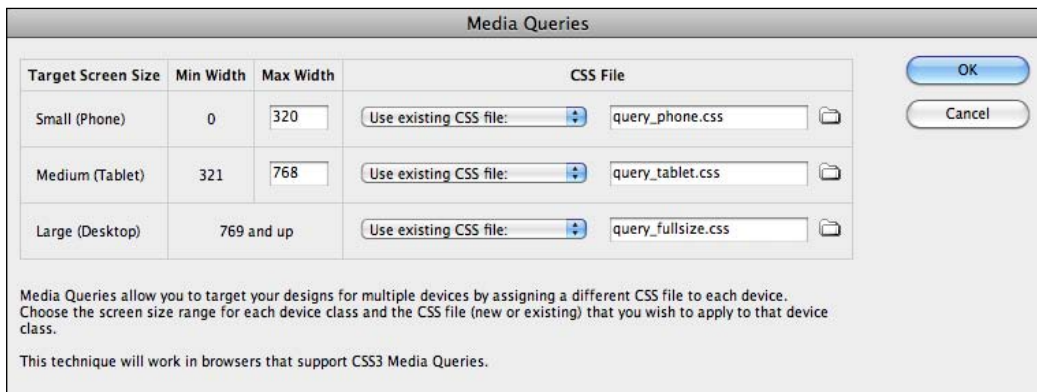 Media Queries
Target Screen Size Min Width Max Width CSS File
Small (Phone) 0 320 Use existing CSS file: query_phone.css
Medium (Tablet) 321 768 Use existing CSS file: query_tablet.css
Large (Desktop) 769 and up Use existing CSS file: query_fullsize.css
OK
Cancel
Media Queries allow you to target your designs for multiple devices by assigning a different CSS file to each device.
Choose the screen size range for each device class and the CSS file (new or existing) that you wish to apply to that device
class.
This technique will work in browsers that support CSS3 Media Queries.